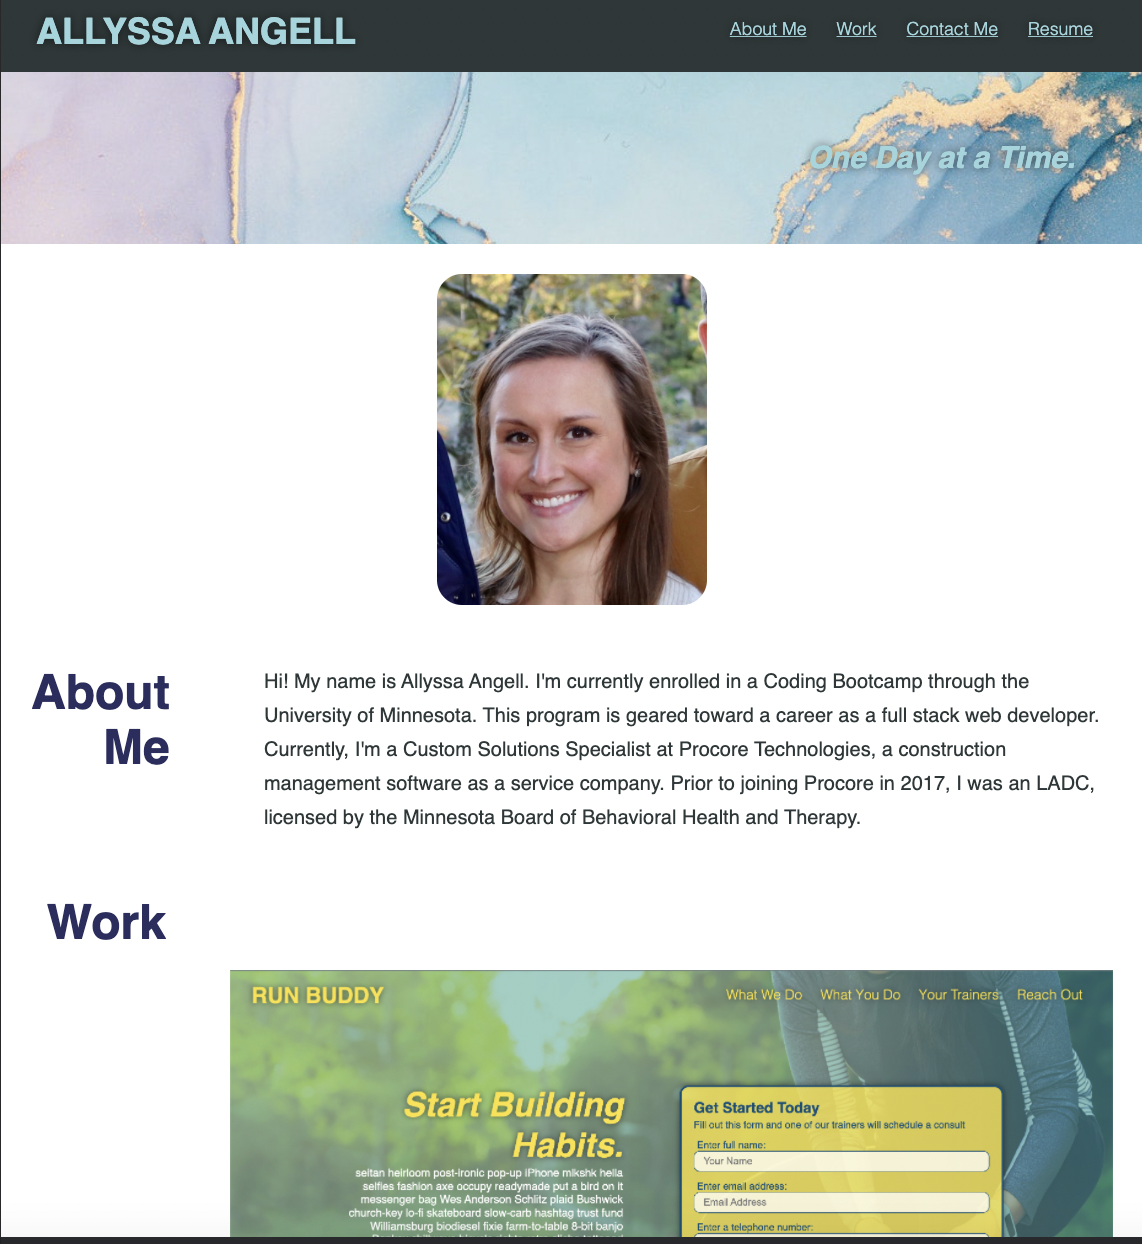 ALLYSSA ANGELL
About Me Work Contact Me Resume
One Day at a Time.
About
Me
Hi! My name is Allyssa Angell. I'm currently enrolled in a Coding Bootcamp through the
University of Minnesota. This program is geared toward a career as a full stack web developer.
Currently, I'm a Custom Solutions Specialist at Procore Technologies, a construction
management software as a service company. Prior to joining Procore in 2017, I was an LADC,
licensed by the Minnesota Board of Behavioral Health and Therapy.
Work
RUN BUDDY
What We Do What You Do Your Trainers Reach Out
Start Building
Habits.
seitan heirloom post-ironic pop-up iPhone mlkshk hella
selfies fashion axe occupy readymade put a bird on it
messenger bag Wes Anderson Schlitz plaid Bushwick
church-key lo-fi skateboard slow-carb hashtag trust fund
Williamsburg biodiesel fixie farm-to-table 8-bit banjo
Get Started Today
Fill out this form and one of our trainers will schedule a consult
Enter full name:
Your Name
Enter email address:
Email Address
Enter a telephone number: